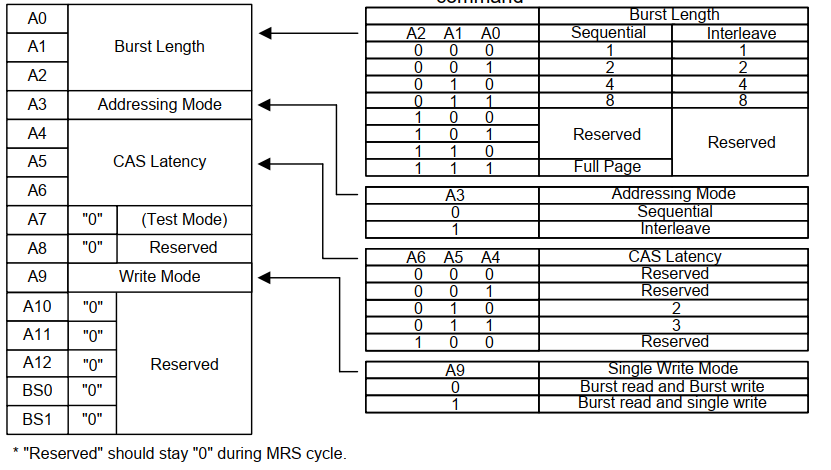 command
A0
A1
A2
Burst Length
A3 Addressing Mode
A4
A5
A6
CAS Latency
A7 "0" (Test Mode)
A8 "0" Reserved
A9 Write Mode
A10 "0"
A11 "0"
A12 "0"
BS0 "0"
BS1 "0"
Reserved
Burst Length
A2 A1 A0 Sequential Interleave
0 0 0 1 1
0 0 1 2 2
0 1 0 4 4
0 1 1 8 8
1 0 0
1 0 1 Reserved Reserved
1 1 0
1 1 1 Full Page
A3 Addressing Mode
0 Sequential
1 Interleave
A6 A5 A4 CAS Latency
0 0 0 Reserved
0 0 1 Reserved
0 1 0 2
0 1 1 3
1 0 0 Reserved
A9 Single Write Mode
0 Burst read and Burst write
1 Burst read and single write
* "Reserved" should stay "0" during MRS cycle.